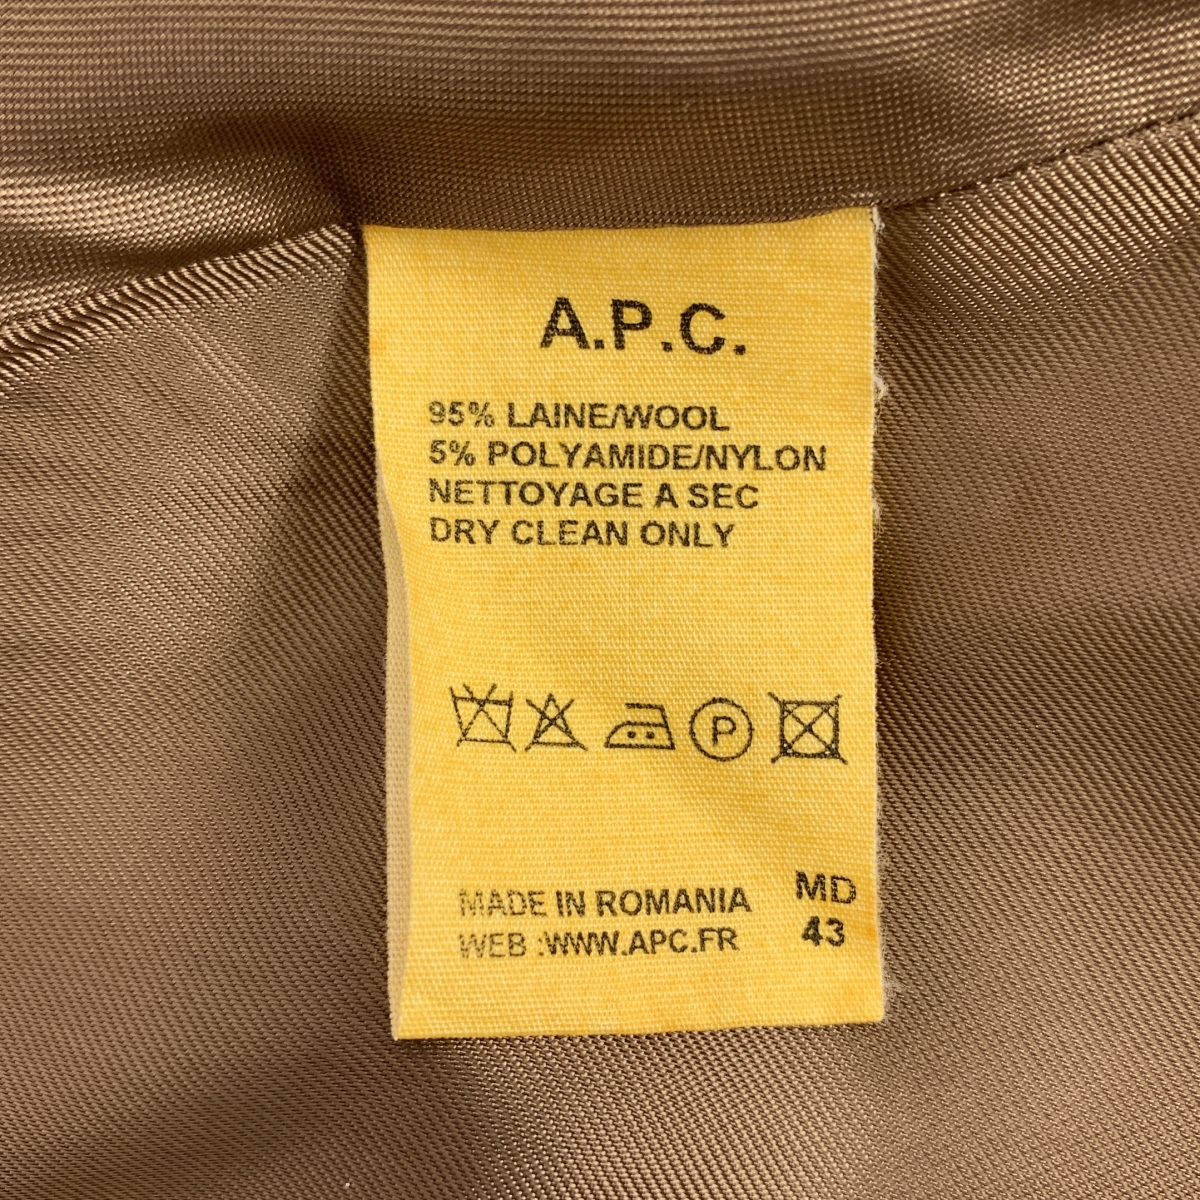 A.P.C.
95% LAINE/WOOL
5% POLYAMIDE/NYLON
NETTOYAGE A SEC
DRY CLEAN ONLY
P
MADE IN ROMANIA MD
WEB :WWW.APC.FR 43